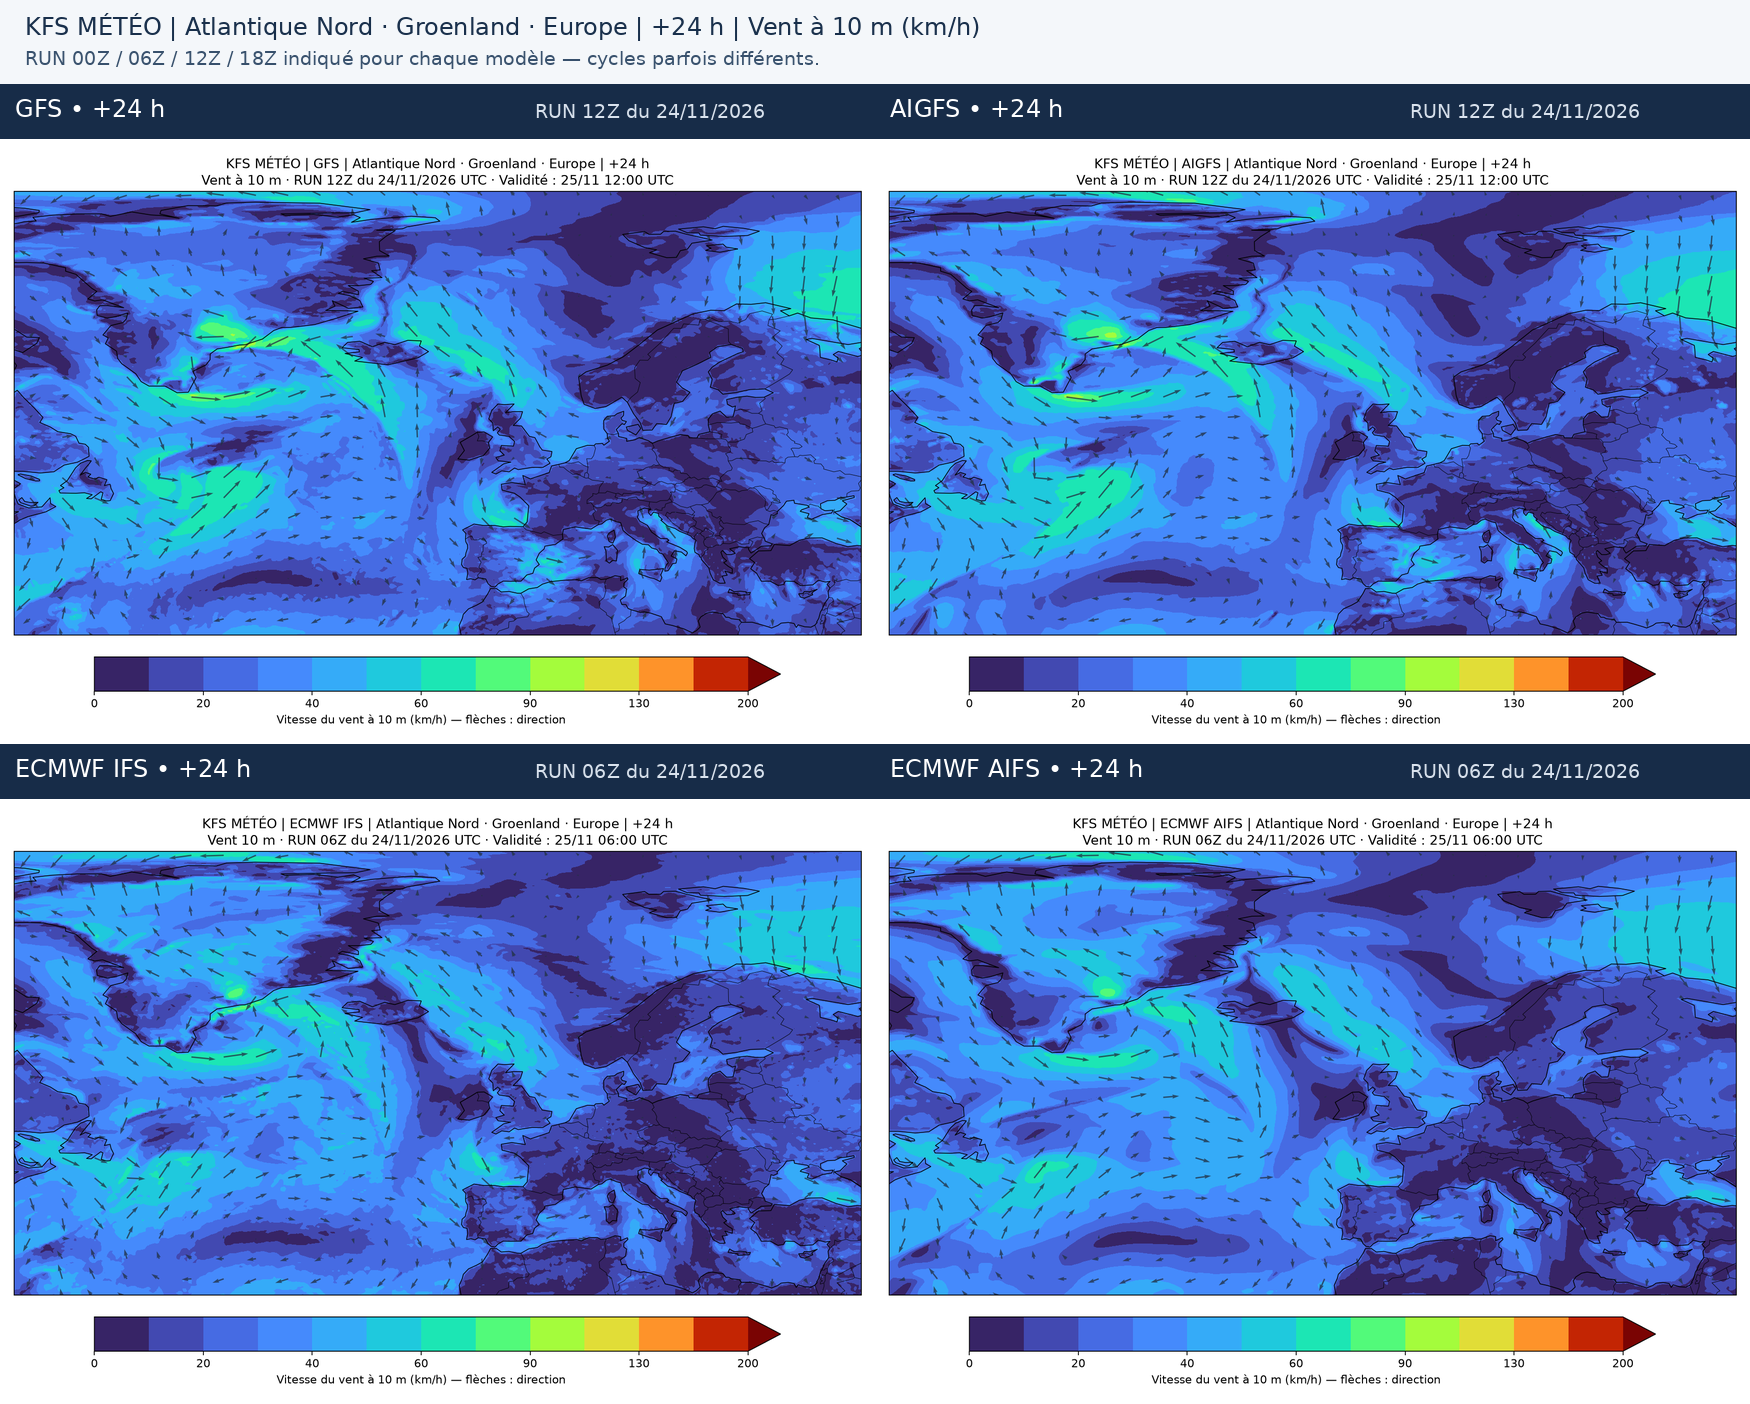 KFS MÉTÉO | Atlantique Nord · Groenland · Europe | +24 h | Vent à 10 m (km/h)
RUN 00Z / 06Z / 12Z / 18Z indiqué pour chaque modèle — cycles parfois différents.
GFS • +24 h
RUN 12Z du 24/11/2026
KFS MÉTÉO | GFS | Atlantique Nord · Groenland · Europe | +24 h
Vent à 10 m · RUN 12Z du 24/11/2026 UTC · Validité : 25/11 12:00 UTC
0 20 40 60 90 130 200
Vitesse du vent à 10 m (km/h) — flèches : direction
AIGFS • +24 h
RUN 12Z du 24/11/2026
KFS MÉTÉO | AIGFS | Atlantique Nord · Groenland · Europe | +24 h
Vent à 10 m · RUN 12Z du 24/11/2026 UTC · Validité : 25/11 12:00 UTC
0 20 40 60 90 130 200
Vitesse du vent à 10 m (km/h) — flèches : direction
ECMWF IFS • +24 h
RUN 06Z du 24/11/2026
KFS MÉTÉO | ECMWF IFS | Atlantique Nord · Groenland · Europe | +24 h
Vent 10 m · RUN 06Z du 24/11/2026 UTC · Validité : 25/11 06:00 UTC
0 20 40 60 90 130 200
Vitesse du vent à 10 m (km/h) — flèches : direction
ECMWF AIFS • +24 h
RUN 06Z du 24/11/2026
KFS MÉTÉO | ECMWF AIFS | Atlantique Nord · Groenland · Europe | +24 h
Vent 10 m · RUN 06Z du 24/11/2026 UTC · Validité : 25/11 06:00 UTC
0 20 40 60 90 130 200
Vitesse du vent à 10 m (km/h) — flèches : direction